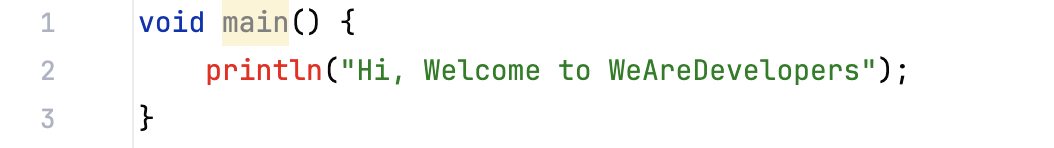 1 void main() {
2 println("Hi, Welcome to WeAreDevelopers");
3 }